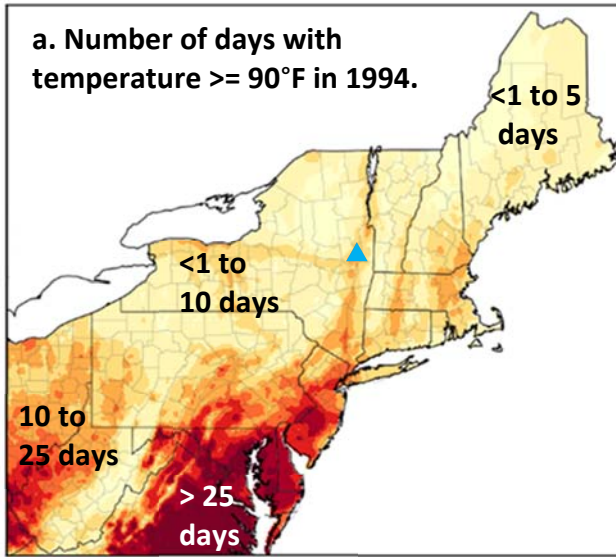 a. Number of days with
temperature >= 90°F in 1994.
<1 to 5
days
<1 to
10 days
10 to
25 days
> 25
days